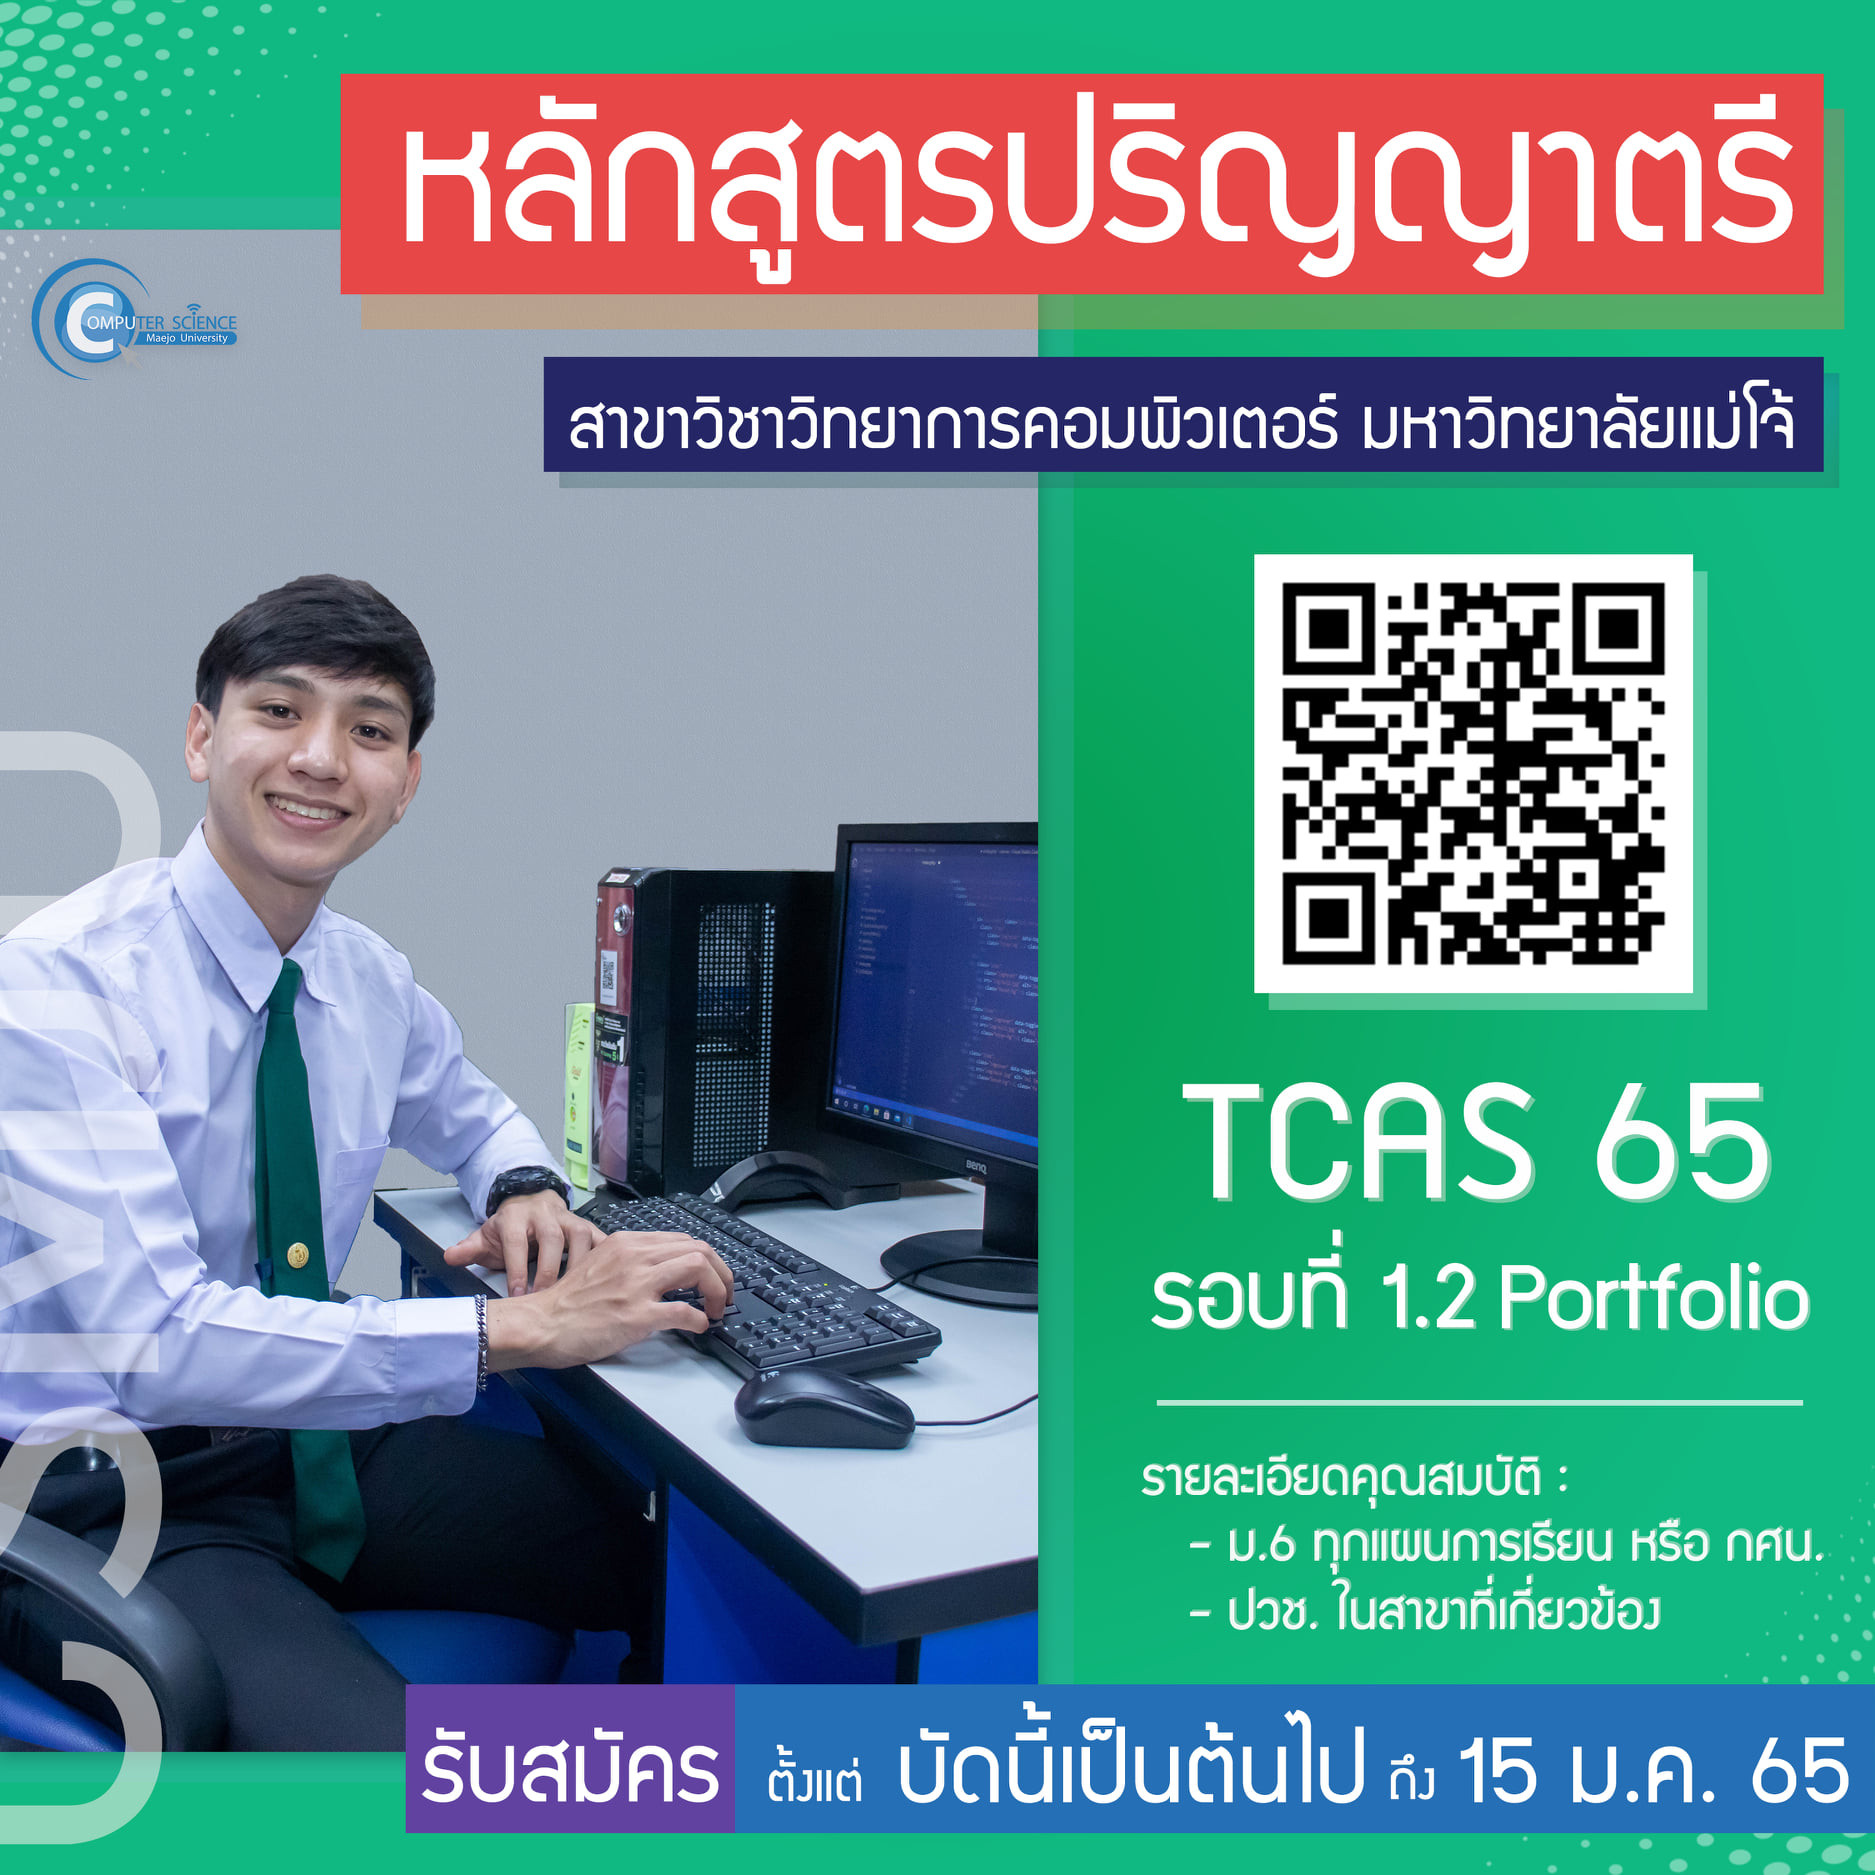 หลักสูตรปริญญาตรี
COMPUTER SCIENCE
Maejo University
สาขาวิชาวิทยาการคอมพิวเตอร์ มหาวิทยาลัยแม่โจ้
BenQ
TCAS 65
รอบที่ 1.2 Portfolio
รายละเอียดคุณสมบัติ :
- ม.6 ทุกแผนการเรียน หรือ กศน.
- ปวช. ในสาขาที่เกี่ยวข้อง
CSMJU
รับสมัคร ตั้งแต่ บัดนี้เป็นต้นไป ถึง 15 ม.ค. 65